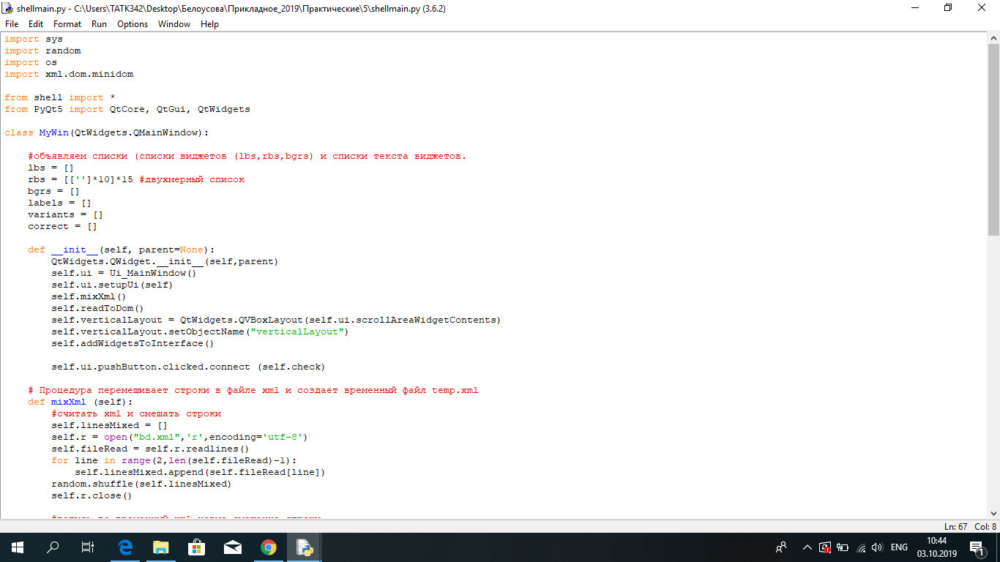 shellmain.py - C:\Users\TATK342\Desktop\Белоусова\Прикладное_2019\Практические\5\shellmain.py (3.6.2)
File Edit Format Run Options Window Help
import sys
import random
import os
import xml.dom.minidom
from shell import *
from PyQt5 import QtCore, QtGui, QtWidgets
class MyWin(QtWidgets.QMainWindow):
#объявляем списки (списки виджетов (lbs,rbs,bgrs) и списки текста виджетов.
lbs = []
rbs = [['']*10]*15 #двухмерный список
bgrs = []
labels = []
variants = []
correct = []
def __init__(self, parent=None):
QtWidgets.QWidget.__init__(self,parent)
self.ui = Ui_MainWindow()
self.ui.setupUi(self)
self.mixXml()
self.readToDom()
self.verticalLayout = QtWidgets.QVBoxLayout(self.ui.scrollAreaWidgetContents)
self.verticalLayout.setObjectName("verticalLayout")
self.addWidgetsToInterface()
self.ui.pushButton.clicked.connect (self.check)
# Процедура перемешивает строки в файле xml и создает временный файл temp.xml
def mixXml (self):
#считать xml и смешать строки
self.linesMixed = []
self.r = open("bd.xml",'r',encoding='utf-8')
self.fileRead = self.r.readlines()
for line in range(2,len(self.fileRead)-1):
self.linesMixed.append(self.fileRead[line])
random.shuffle(self.linesMixed)
self.r.close()
Ln: 67 Col: 8
ENG
10:44
03.10.2019
1